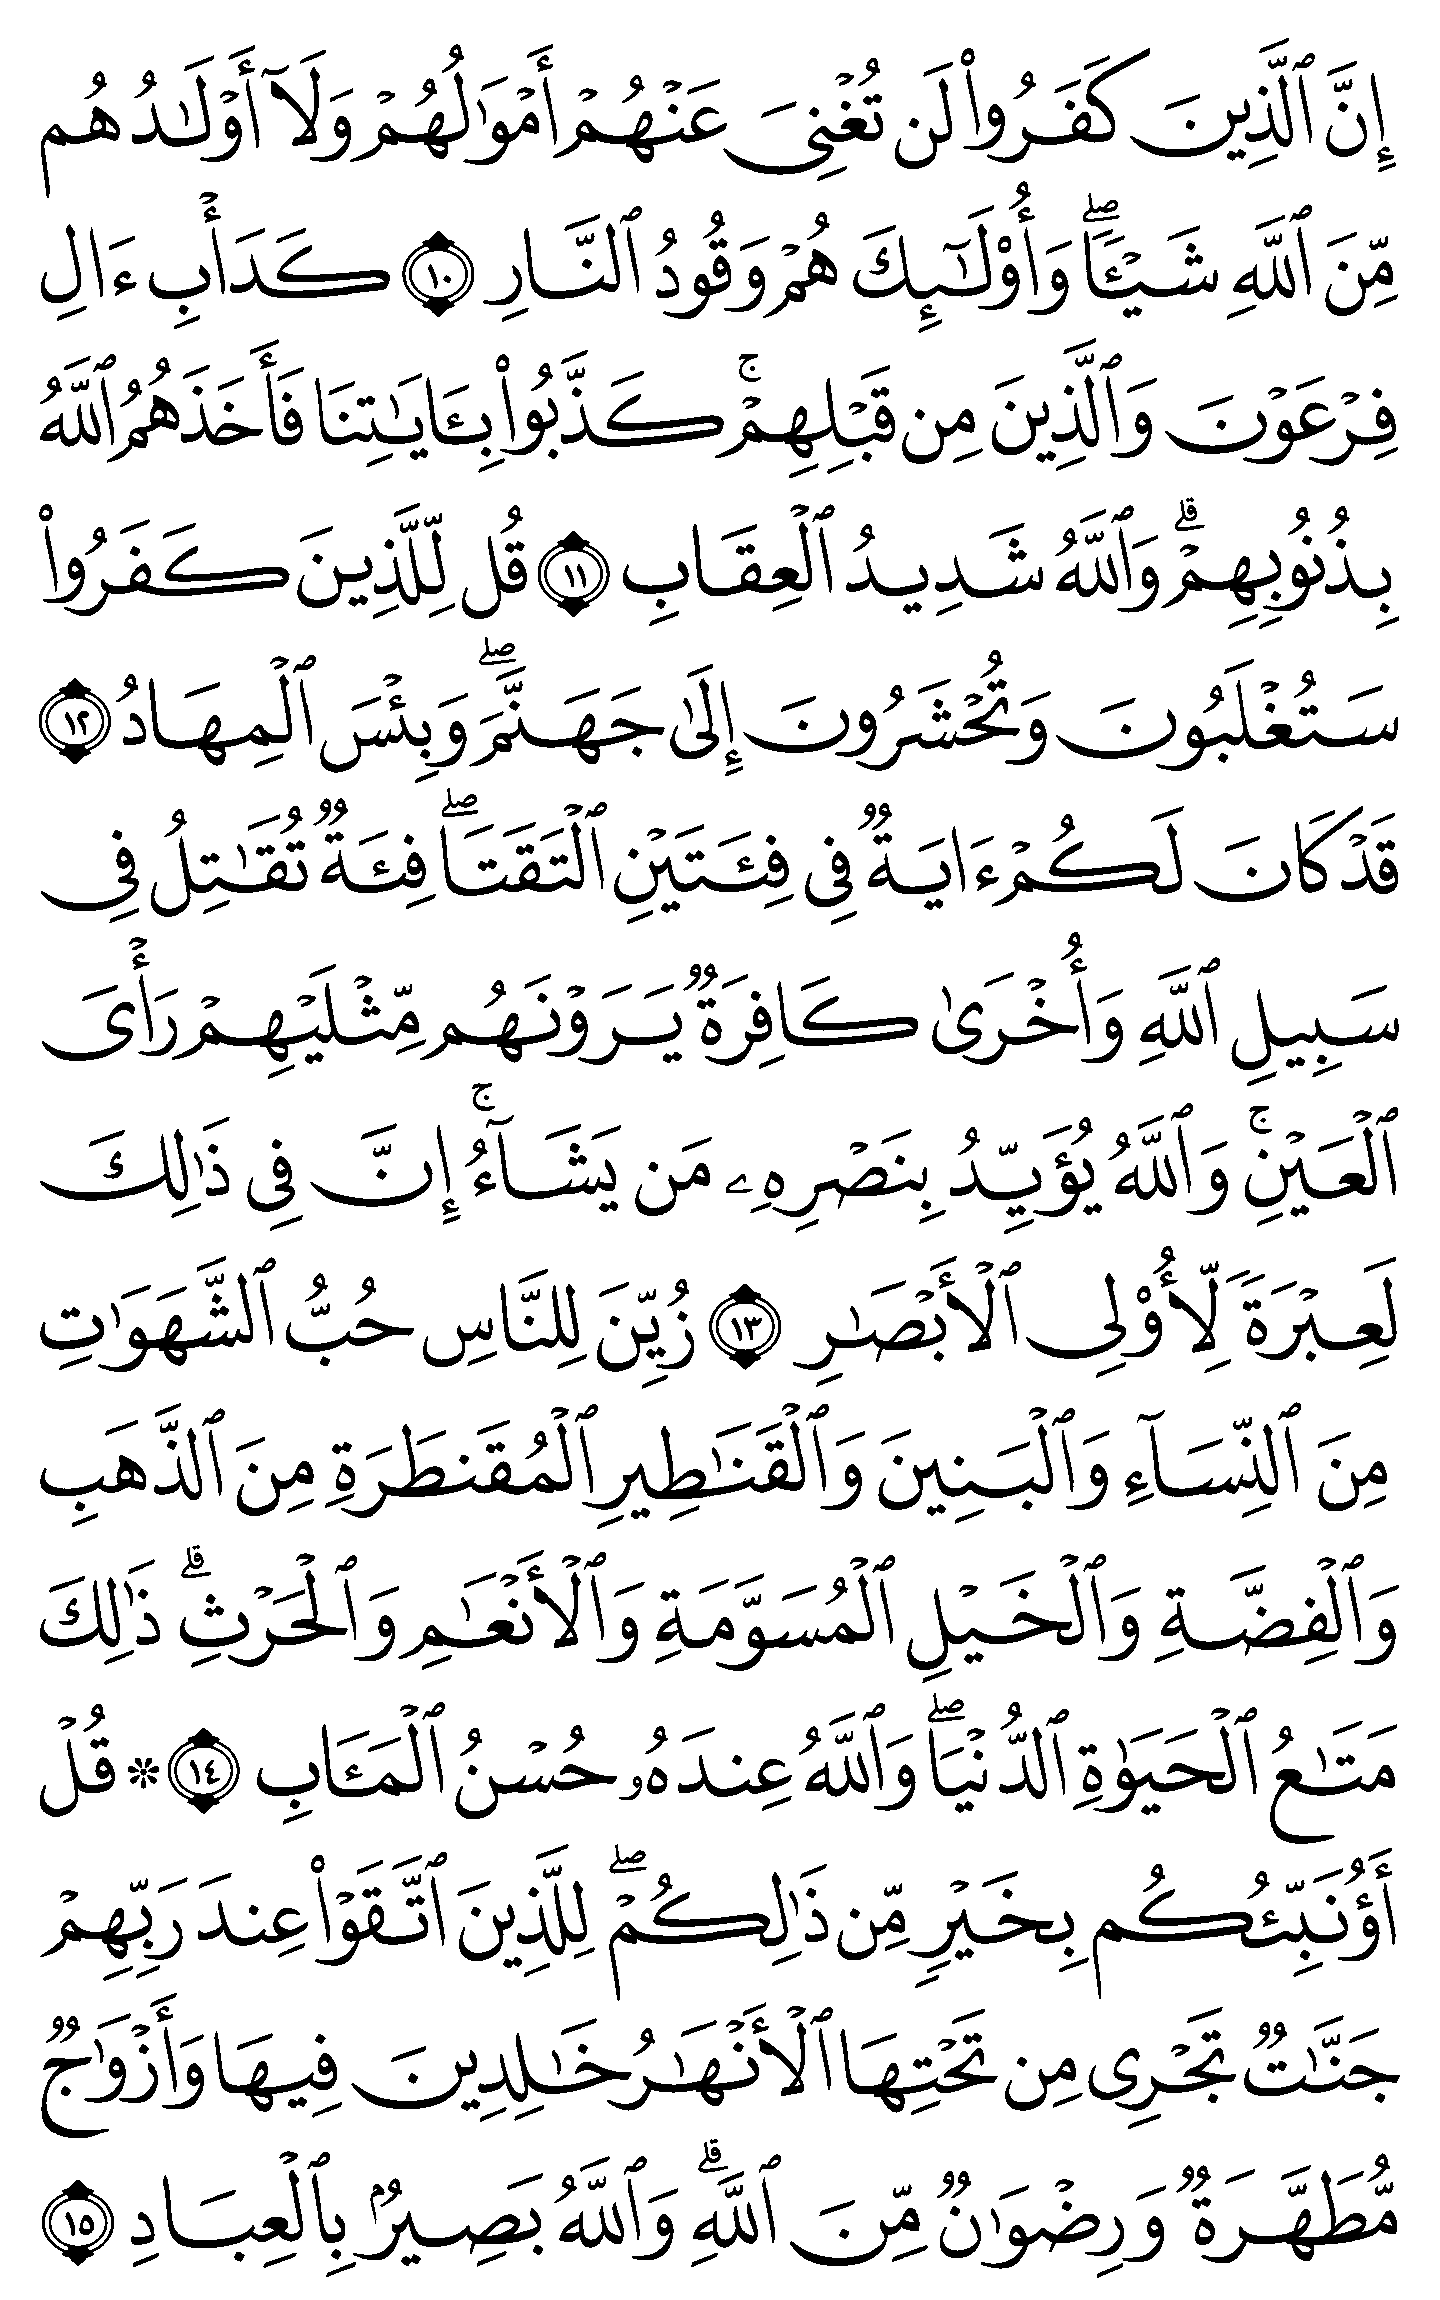 إِنَّ ٱلَّذِينَ كَفَرُوا۟ لَن تُغْنِىَ عَنْهُمْ أَمْوَٰلُهُمْ وَلَآ أَوْلَـٰدُهُم
مِّنَ ٱللَّهِ شَيْـًٔا ۖ وَأُو۟لَـٰٓئِكَ هُمْ وَقُودُ ٱلنَّارِ ١٠ كَدَأْبِ ءَالِ
فِرْعَوْنَ وَٱلَّذِينَ مِن قَبْلِهِمْ ۚ كَذَّبُوا۟ بِـَٔايَـٰتِنَا فَأَخَذَهُمُ ٱللَّهُ
بِذُنُوبِهِمْ ۗ وَٱللَّهُ شَدِيدُ ٱلْعِقَابِ ١١ قُل لِّلَّذِينَ كَفَرُوا۟
سَتُغْلَبُونَ وَتُحْشَرُونَ إِلَىٰ جَهَنَّمَ ۖ وَبِئْسَ ٱلْمِهَادُ ١٢
قَدْ كَانَ لَكُمْ ءَايَةٌ فِى فِئَتَيْنِ ٱلْتَقَتَا ۖ فِئَةٌ تُقَـٰتِلُ فِى
سَبِيلِ ٱللَّهِ وَأُخْرَىٰ كَافِرَةٌ يَرَوْنَهُم مِّثْلَيْهِمْ رَأْىَ
ٱلْعَيْنِ ۚ وَٱللَّهُ يُؤَيِّدُ بِنَصْرِهِۦ مَن يَشَآءُ ۚ إِنَّ فِى ذَٰلِكَ
لَعِبْرَةً لِّأُو۟لِى ٱلْأَبْصَـٰرِ ١٣ زُيِّنَ لِلنَّاسِ حُبُّ ٱلشَّهَوَٰتِ
مِنَ ٱلنِّسَآءِ وَٱلْبَنِينَ وَٱلْقَنَـٰطِيرِ ٱلْمُقَنطَرَةِ مِنَ ٱلذَّهَبِ
وَٱلْفِضَّةِ وَٱلْخَيْلِ ٱلْمُسَوَّمَةِ وَٱلْأَنْعَـٰمِ وَٱلْحَرْثِ ۗ ذَٰلِكَ
مَتَـٰعُ ٱلْحَيَوٰةِ ٱلدُّنْيَا ۖ وَٱللَّهُ عِندَهُۥ حُسْنُ ٱلْمَـَٔابِ ١٤ * قُلْ
أَؤُنَبِّئُكُم بِخَيْرٍ مِّن ذَٰلِكُمْ ۖ لِلَّذِينَ ٱتَّقَوْا۟ عِندَ رَبِّهِمْ
جَنَّـٰتٌ تَجْرِى مِن تَحْتِهَا ٱلْأَنْهَـٰرُ خَـٰلِدِينَ فِيهَا وَأَزْوَٰجٌ
مُّطَهَّرَةٌ وَرِضْوَٰنٌ مِّنَ ٱللَّهِ ۗ وَٱللَّهُ بَصِيرٌۢ بِٱلْعِبَادِ ١٥